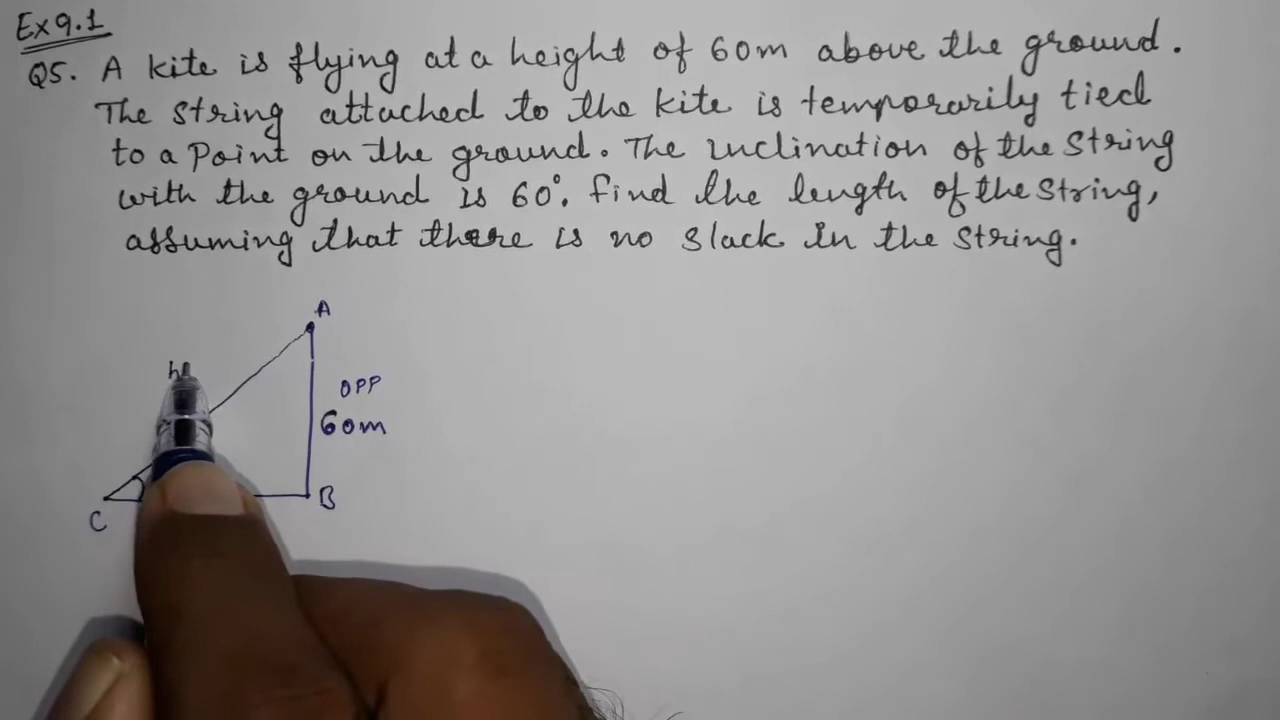 Ex 9.1
Q5. A kite is flying at a height of 60m above the ground.
The string attached to the kite is temporarily tied
to a point on the ground. The inclination of the string
with the ground is 60°. find the length of the string,
assuming that there is no slack in the string.
A
h
OPP
60m
B
C